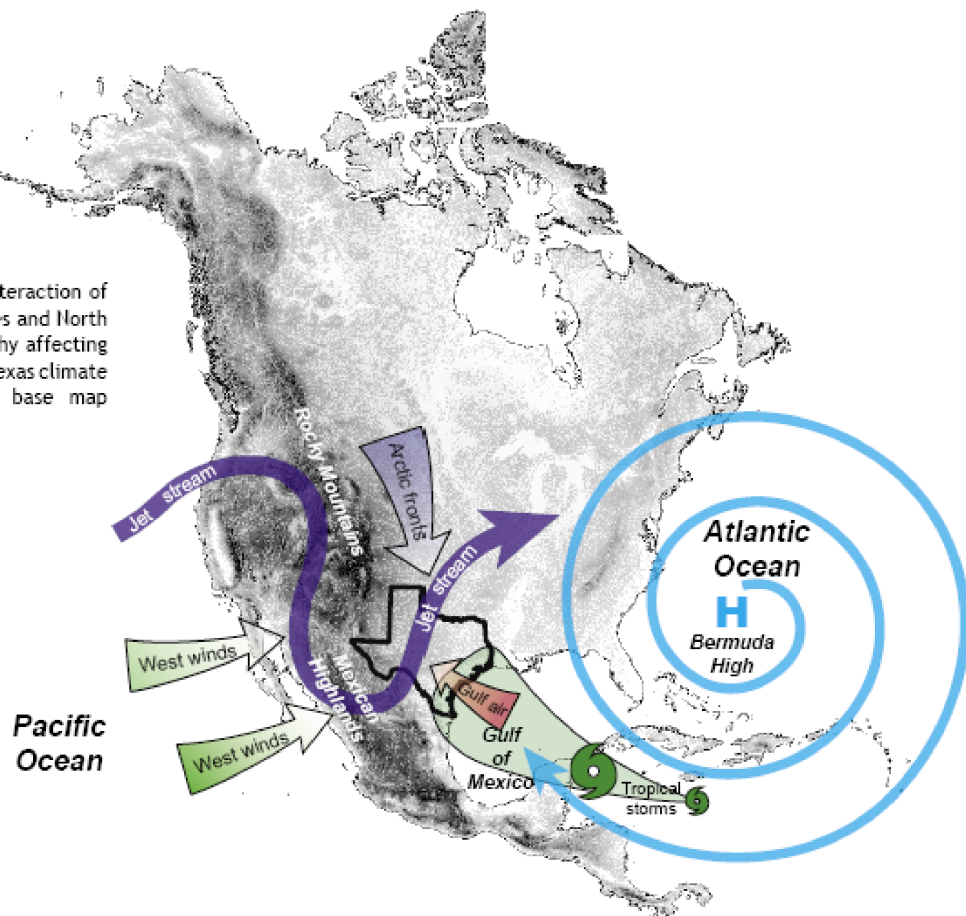 teraction of
es and North
hy affecting
exas climate
base map
Rocky Mountains
Arctic fronts
Jet stream
Jet stream
Atlantic
Ocean
H
Bermuda
High
West winds
Mexican
Highlands
Gulf air
West winds
Pacific
Ocean
Gulf
of
Mexico
Tropical
storms